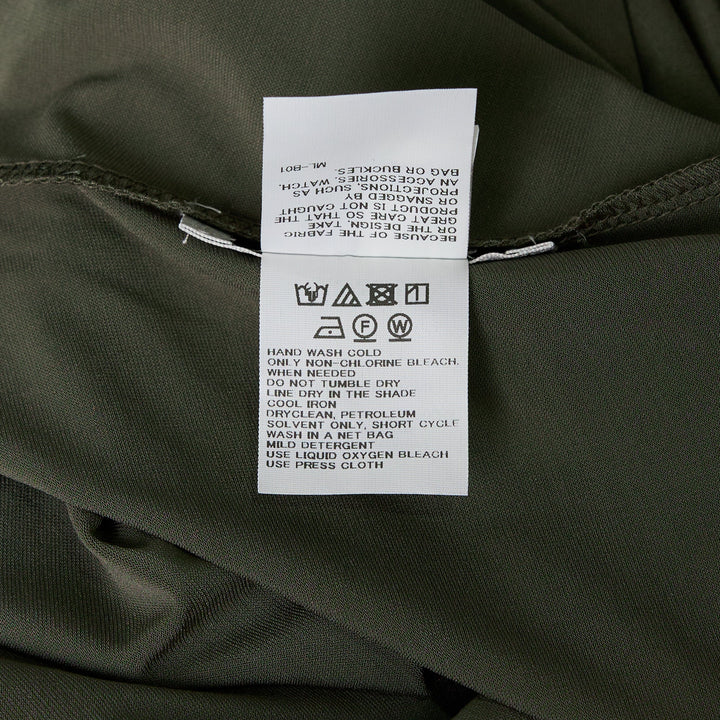 BECAUSE OF THE FABRIC
OR THE DESIGN, TAKE
GREAT CARE SO THAT THE
PRODUCT IS NOT CAUGHT
OR SNAGGED BY
PROJECTIONS, SUCH AS
AN ACCESSORIES, WATCH,
BAG OR BUCKLES.
ML-B01
F W
HAND WASH COLD
ONLY NON-CHLORINE BLEACH.
WHEN NEEDED
DO NOT TUMBLE DRY
LINE DRY IN THE SHADE
COOL IRON
DRYCLEAN, PETROLEUM
SOLVENT ONLY, SHORT CYCLE
WASH IN A NET BAG
MILD DETERGENT
USE LIQUID OXYGEN BLEACH
USE PRESS CLOTH